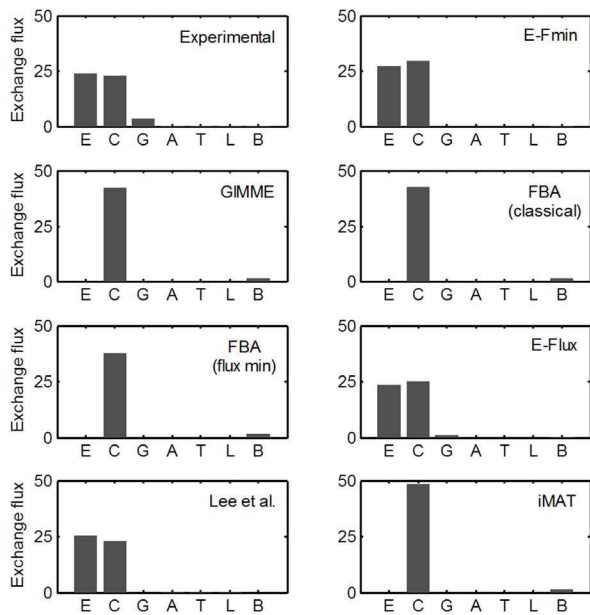 50
Experimental
Exchange flux
25
0
E C G A T L B
50
E-Fmin
25
0
E C G A T L B
50
GIMME
Exchange flux
25
0
E C G A T L B
50
FBA
(classical)
25
0
E C G A T L B
50
FBA
(flux min)
Exchange flux
25
0
E C G A T L B
50
E-Flux
25
0
E C G A T L B
50
Lee et al.
Exchange flux
25
0
E C G A T L B
50
iMAT
25
0
E C G A T L B